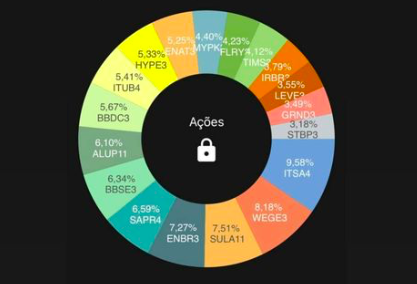 Ações
4,40%
MYPK
4,23%
FLRY
4,12%
TIMS
3,79%
IRBR
3,55%
LEVE3
3,49%
GRND3
3,18%
STBP3
9,58%
ITSA4
8,18%
WEGE3
7,51%
SULA11
7,27%
ENBR3
6,59%
SAPR4
6,34%
BBSE3
6,10%
ALUP11
5,67%
BBDC3
5,41%
ITUB4
5,33%
HYPE3
5,25%
ENAT3